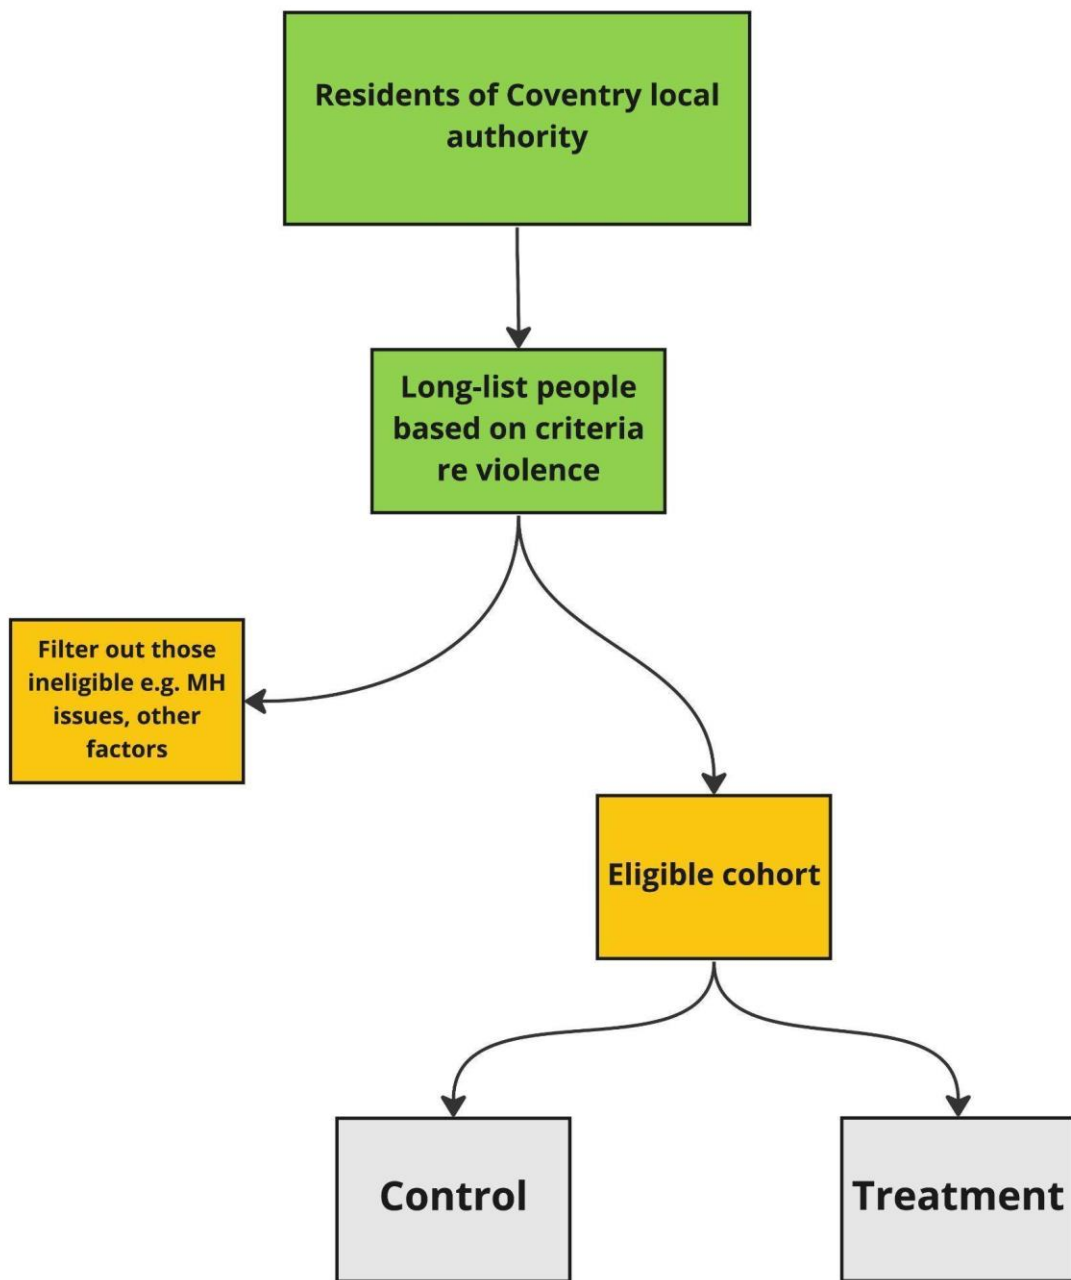 Residents of Coventry local
authority
Long-list people
based on criteria
re violence
Filter out those
ineligible e.g. MH
issues, other
factors
Eligible cohort
Control
Treatment